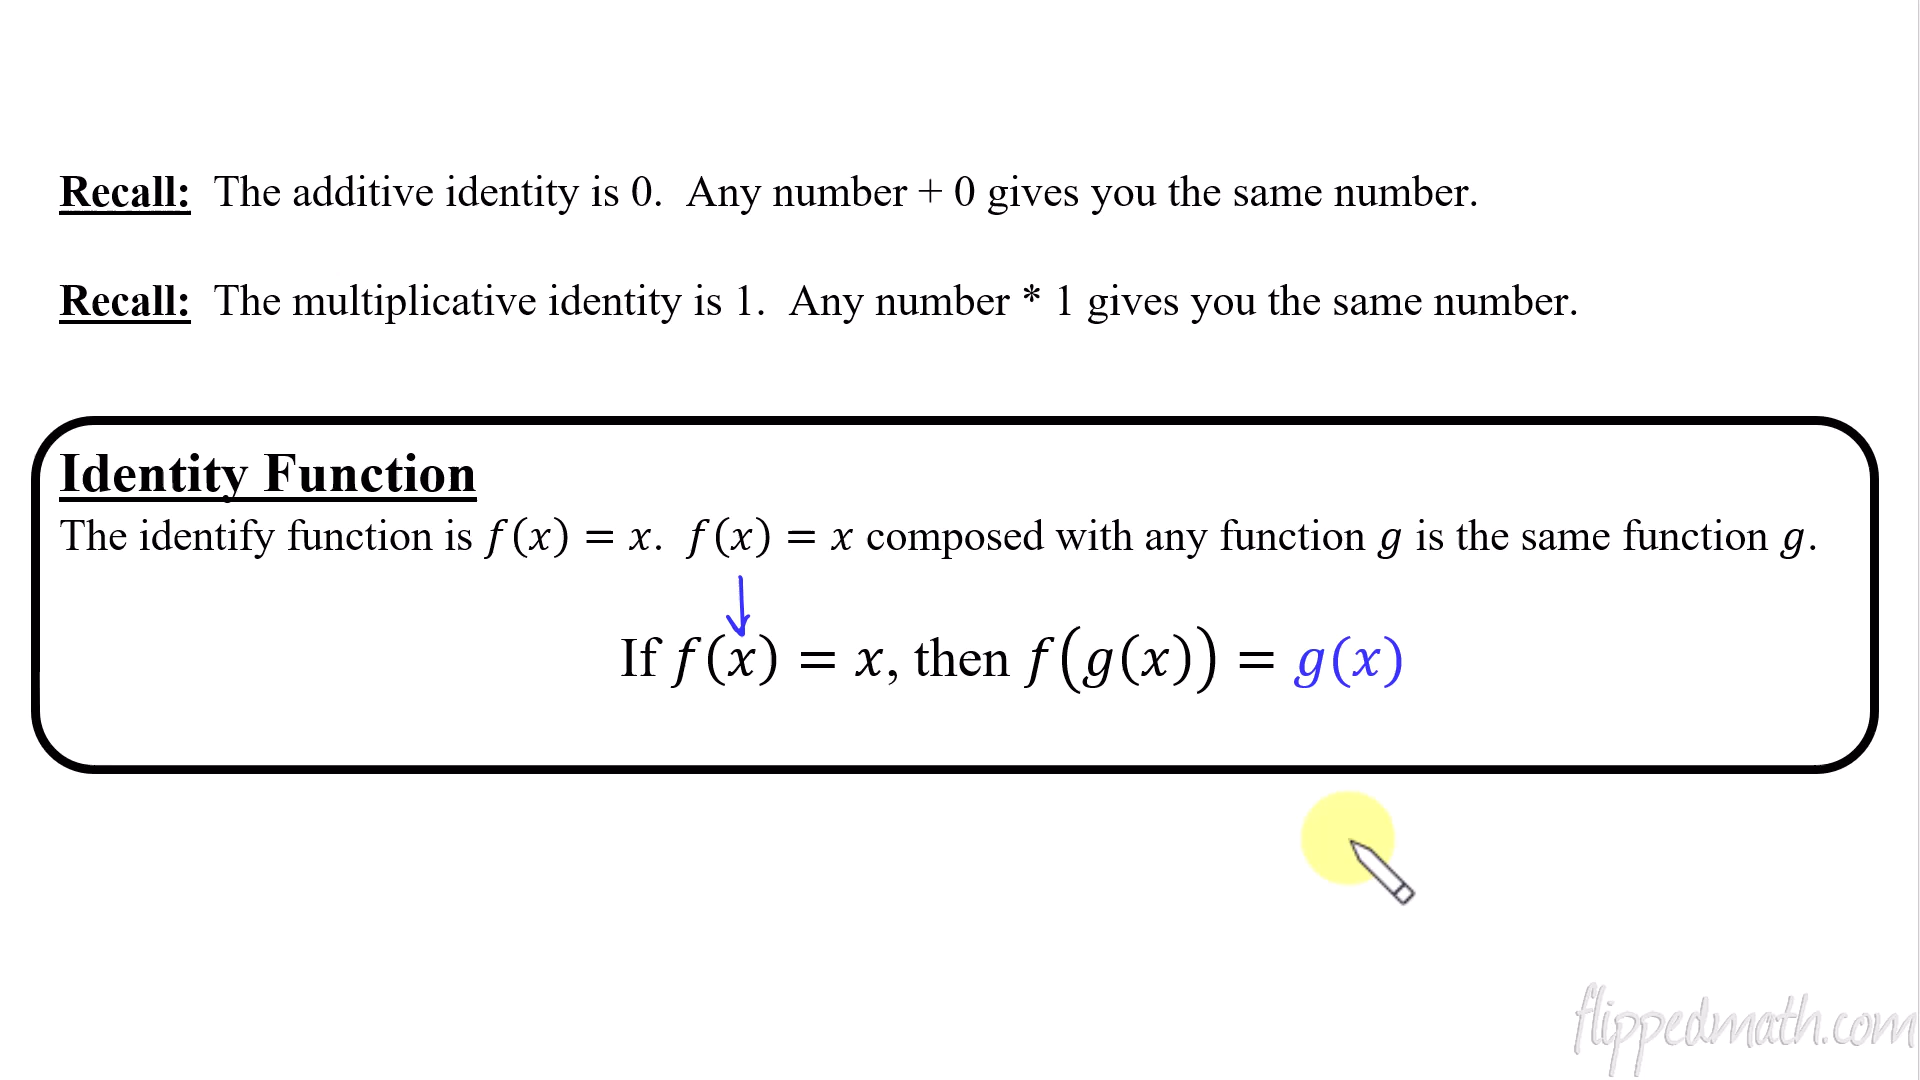 Recall: The additive identity is 0. Any number + 0 gives you the same number.
Recall: The multiplicative identity is 1. Any number * 1 gives you the same number.
Identity Function
The identify function is f(x) = x. f(x) = x composed with any function g is the same function g.
If f(x) = x, then f(g(x)) = g(x)
flippedmath.com